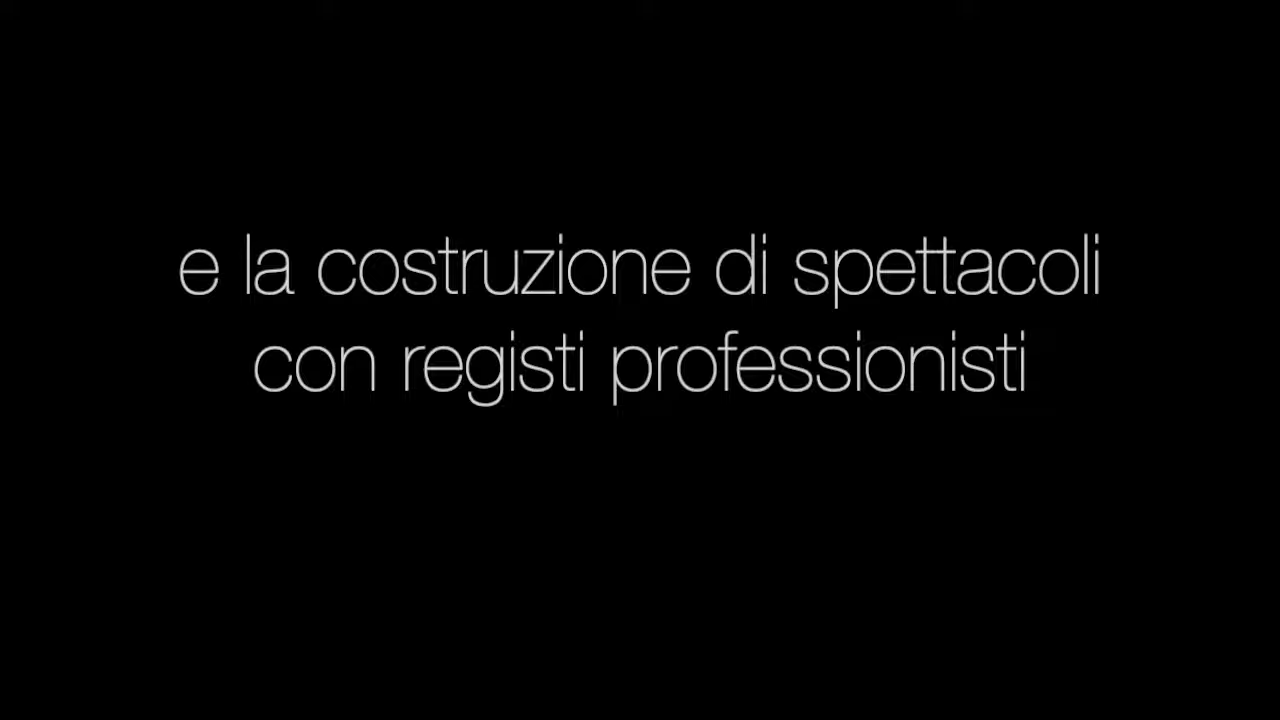 e la costruzione di spettacoli
con registi professionisti